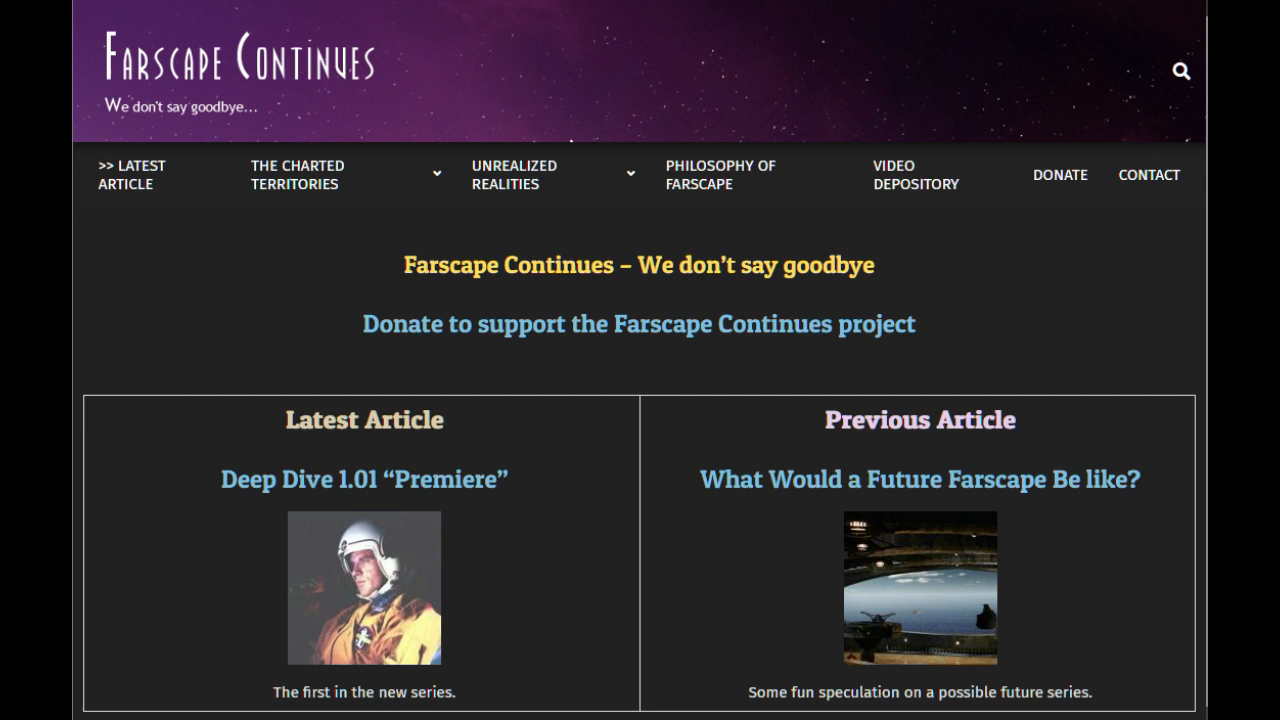 Farscape Continues
We don't say goodbye...
>> LATEST
ARTICLE
THE CHARTED
TERRITORIES
UNREALIZED
REALITIES
PHILOSOPHY OF
FARSCAPE
VIDEO
DEPOSITORY
DONATE
CONTACT
Farscape Continues – We don’t say goodbye
Donate to support the Farscape Continues project
Latest Article
Deep Dive 1.01 “Premiere”
The first in the new series.
Previous Article
What Would a Future Farscape Be like?
Some fun speculation on a possible future series.